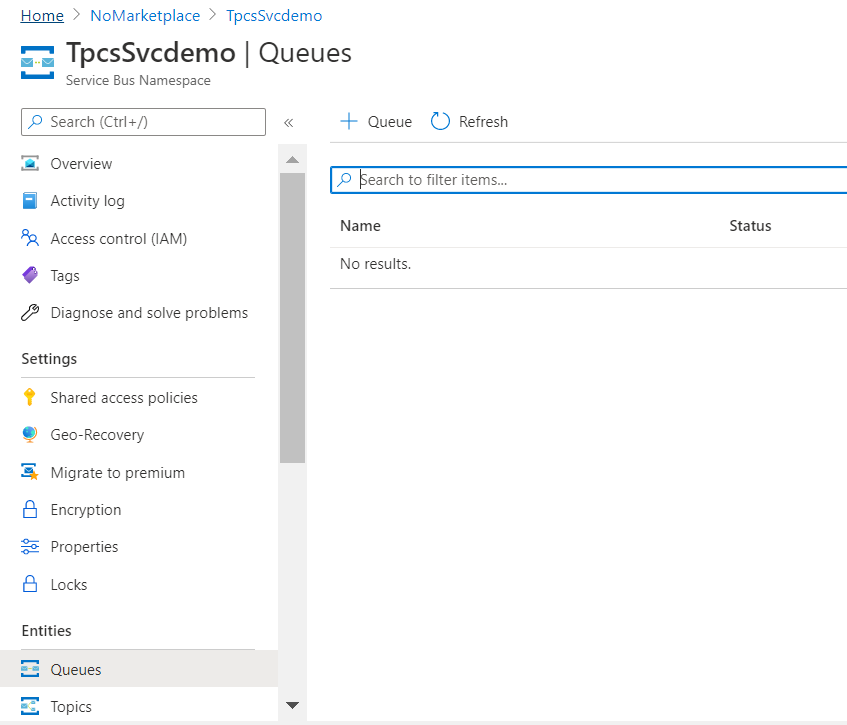 Home > NoMarketplace > TpcsSvcdemo
TpcsSvcdemo | Queues
Service Bus Namespace
Search (Ctrl+/)
«
+ Queue
Refresh
Search to filter items...
Name
Status
No results.
Overview
Activity log
Access control (IAM)
Tags
Diagnose and solve problems
Settings
Shared access policies
Geo-Recovery
Migrate to premium
Encryption
Properties
Locks
Entities
Queues
Topics